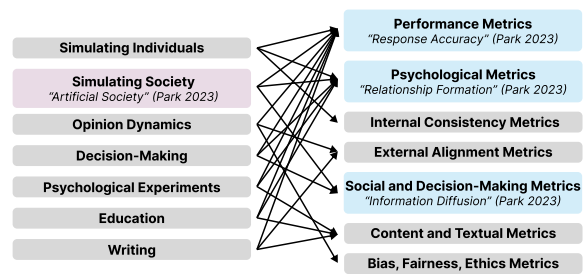 Simulating Individuals
Simulating Society
“Artificial Society” (Park 2023)
Opinion Dynamics
Decision-Making
Psychological Experiments
Education
Writing
Performance Metrics
“Response Accuracy” (Park 2023)
Psychological Metrics
“Relationship Formation” (Park 2023)
Internal Consistency Metrics
External Alignment Metrics
Social and Decision-Making Metrics
“Information Diffusion” (Park 2023)
Content and Textual Metrics
Bias, Fairness, Ethics Metrics